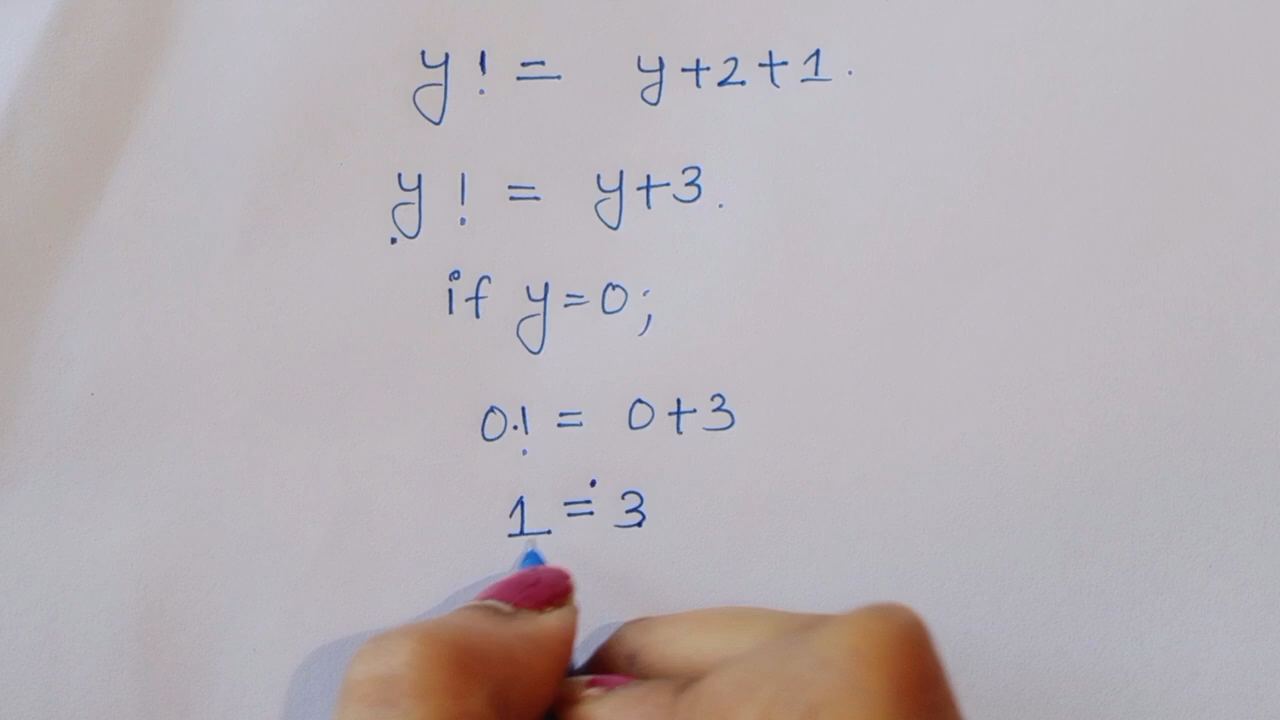 y! = y+2+1.
y! = y+3.
if y=0;
0! = 0+3
1 = 3